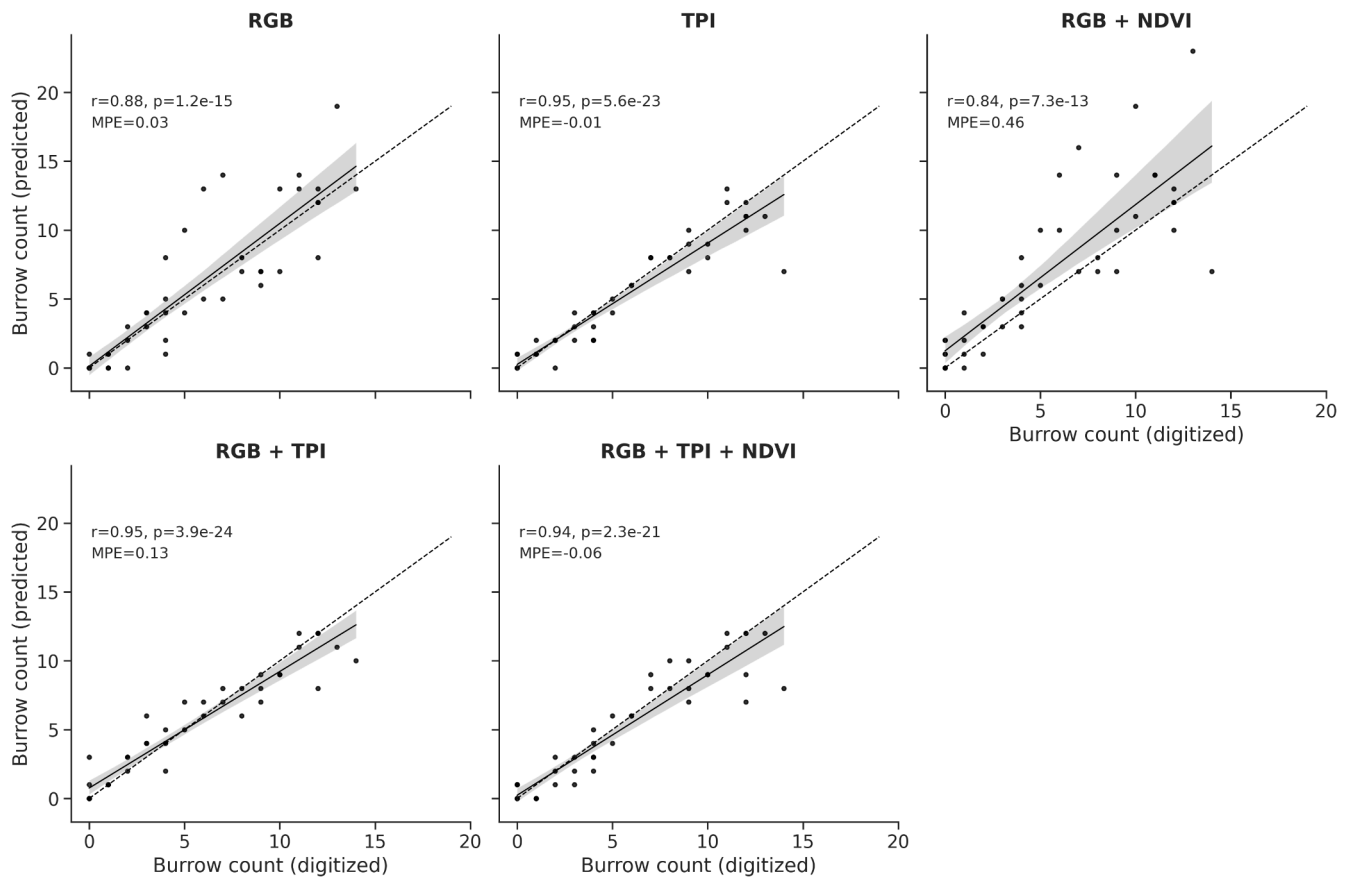 RGB
TPI
RGB + NDVI
Burrow count (predicted)
20
15
10
5
0
r=0.88, p=1.2e-15
MPE=0.03
r=0.95, p=5.6e-23
MPE=-0.01
r=0.84, p=7.3e-13
MPE=0.46
0 5 10 15 20
Burrow count (digitized)
RGB + TPI
RGB + TPI + NDVI
Burrow count (predicted)
20
15
10
5
0
r=0.95, p=3.9e-24
MPE=0.13
r=0.94, p=2.3e-21
MPE=-0.06
0 5 10 15 20
Burrow count (digitized)
0 5 10 15 20
Burrow count (digitized)